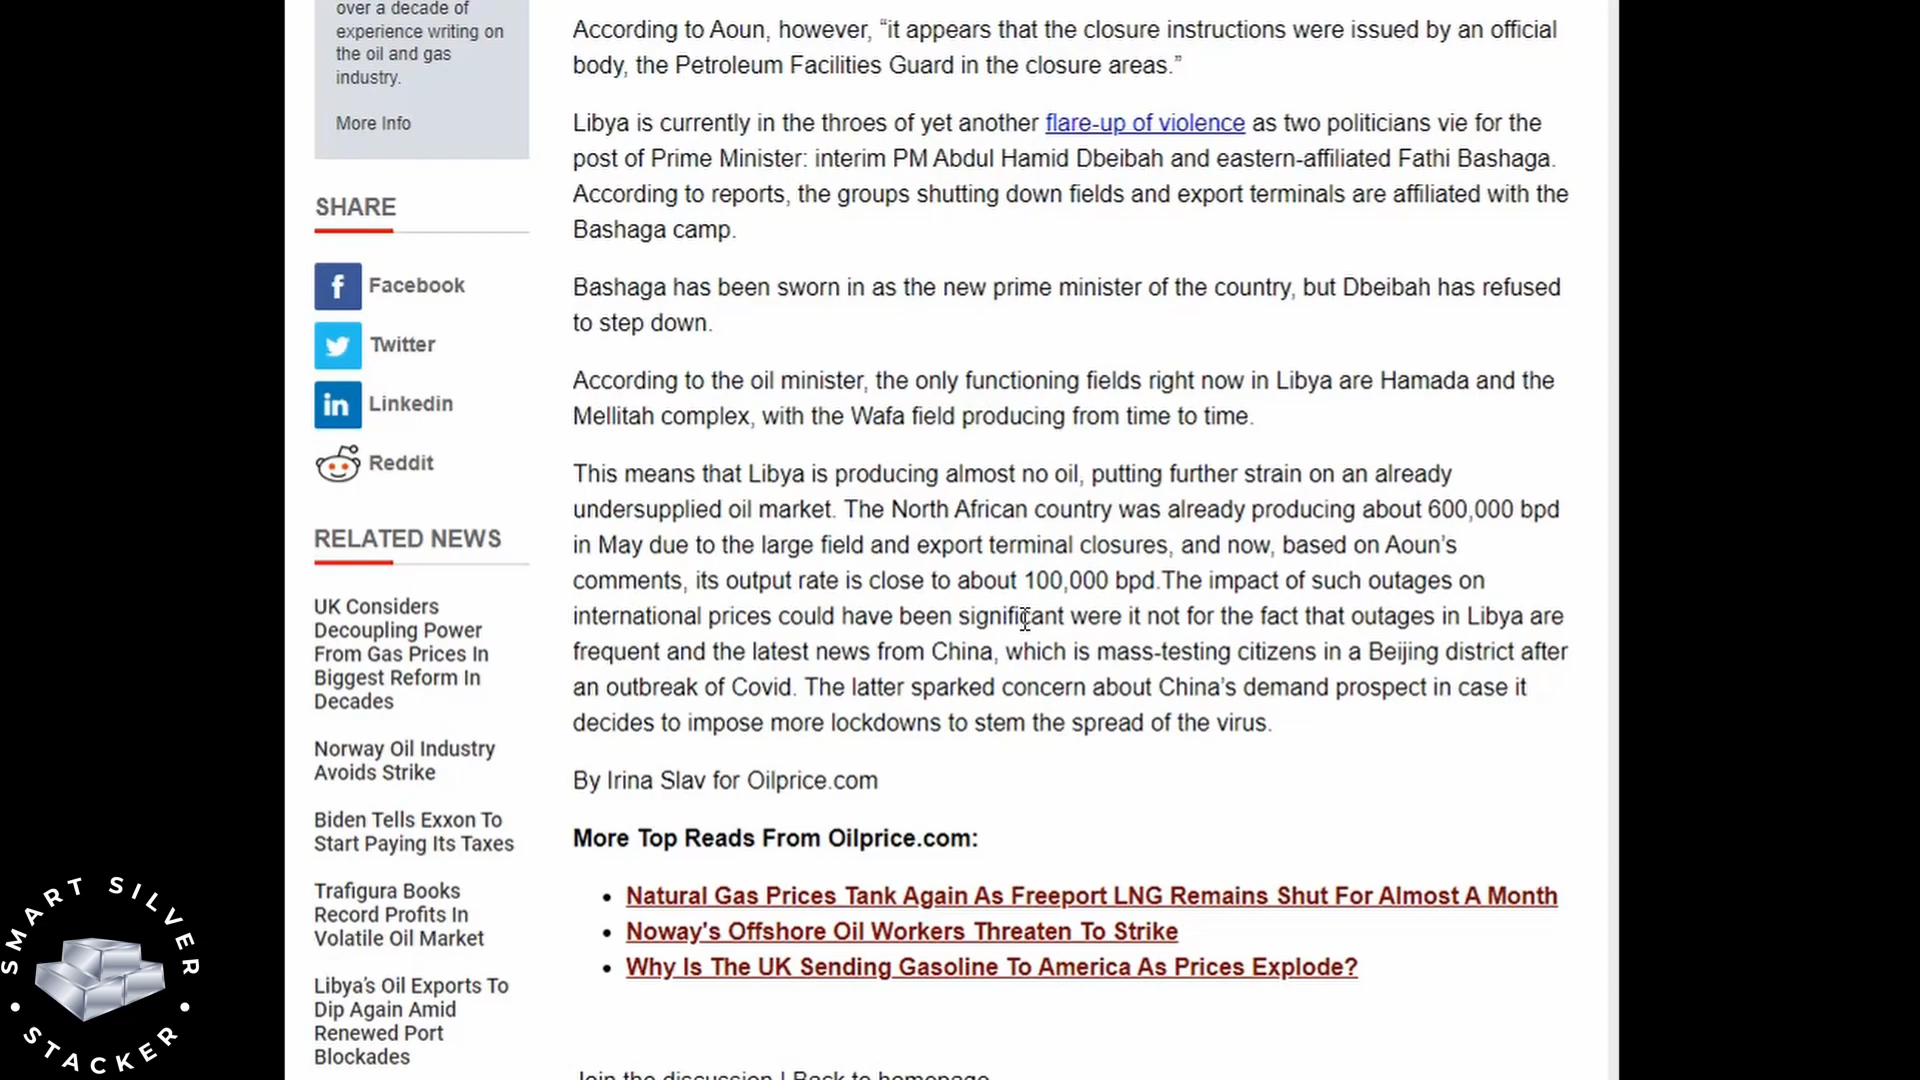 over a decade of
experience writing on
the oil and gas
industry.
More Info
SHARE
Facebook
Twitter
Linkedin
Reddit
RELATED NEWS
UK Considers
Decoupling Power
From Gas Prices In
Biggest Reform In
Decades
Norway Oil Industry
Avoids Strike
Biden Tells Exxon To
Start Paying Its Taxes
Trafigura Books
Record Profits In
Volatile Oil Market
Libya's Oil Exports To
Dip Again Amid
Renewed Port
Blockades
According to Aoun, however, “it appears that the closure instructions were issued by an official
body, the Petroleum Facilities Guard in the closure areas.”
Libya is currently in the throes of yet another flare-up of violence as two politicians vie for the
post of Prime Minister: interim PM Abdul Hamid Dbeibah and eastern-affiliated Fathi Bashaga.
According to reports, the groups shutting down fields and export terminals are affiliated with the
Bashaga camp.
Bashaga has been sworn in as the new prime minister of the country, but Dbeibah has refused
to step down.
According to the oil minister, the only functioning fields right now in Libya are Hamada and the
Mellitah complex, with the Wafa field producing from time to time.
This means that Libya is producing almost no oil, putting further strain on an already
undersupplied oil market. The North African country was already producing about 600,000 bpd
in May due to the large field and export terminal closures, and now, based on Aoun’s
comments, its output rate is close to about 100,000 bpd.The impact of such outages on
international prices could have been significant were it not for the fact that outages in Libya are
frequent and the latest news from China, which is mass-testing citizens in a Beijing district after
an outbreak of Covid. The latter sparked concern about China’s demand prospect in case it
decides to impose more lockdowns to stem the spread of the virus.
By Irina Slav for Oilprice.com
More Top Reads From Oilprice.com:
• Natural Gas Prices Tank Again As Freeport LNG Remains Shut For Almost A Month
• Noway's Offshore Oil Workers Threaten To Strike
• Why Is The UK Sending Gasoline To America As Prices Explode?
Join the discussion | Back to homepage
SMART SILVER
STACKER